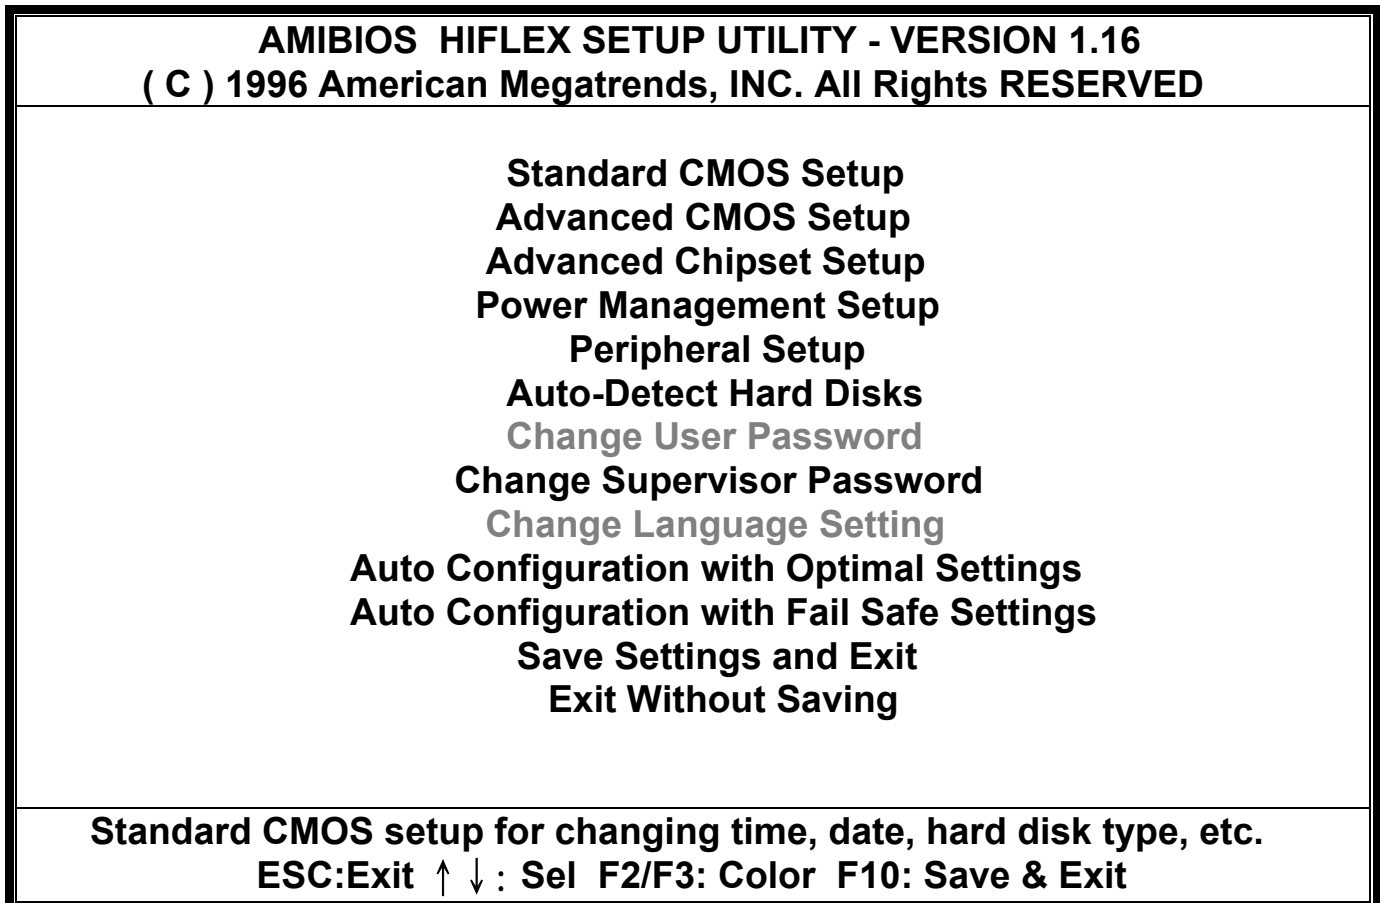 AMIBIOS  HIFLEX SETUP UTILITY - VERSION 1.16
( C ) 1996 American Megatrends, INC. All Rights RESERVED
Standard CMOS Setup
Advanced CMOS Setup
Advanced Chipset Setup
Power Management Setup
Peripheral Setup
Auto-Detect Hard Disks
Change User Password
Change Supervisor Password
Change Language Setting
Auto Configuration with Optimal Settings
Auto Configuration with Fail Safe Settings
Save Settings and Exit
Exit Without Saving
Standard CMOS setup for changing time, date, hard disk type, etc.
ESC:Exit ↑ ↓ : Sel  F2/F3: Color  F10: Save & Exit